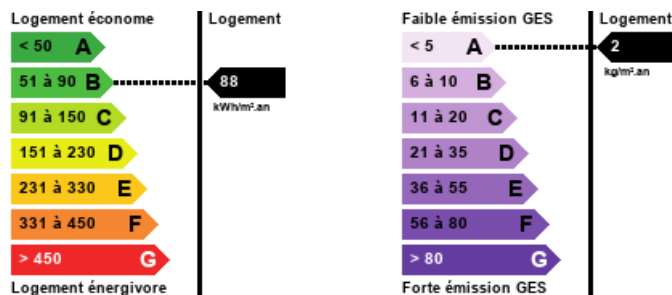 Logement économe
Logement
< 50 A
51 à 90 B
88
kWh/m².an
91 à 150 C
151 à 230 D
231 à 330 E
331 à 450 F
> 450 G
Logement énergivore
Faible émission GES
Logement
< 5 A
2
kg/m².an
6 à 10 B
11 à 20 C
21 à 35 D
36 à 55 E
56 à 80 F
> 80 G
Forte émission GES